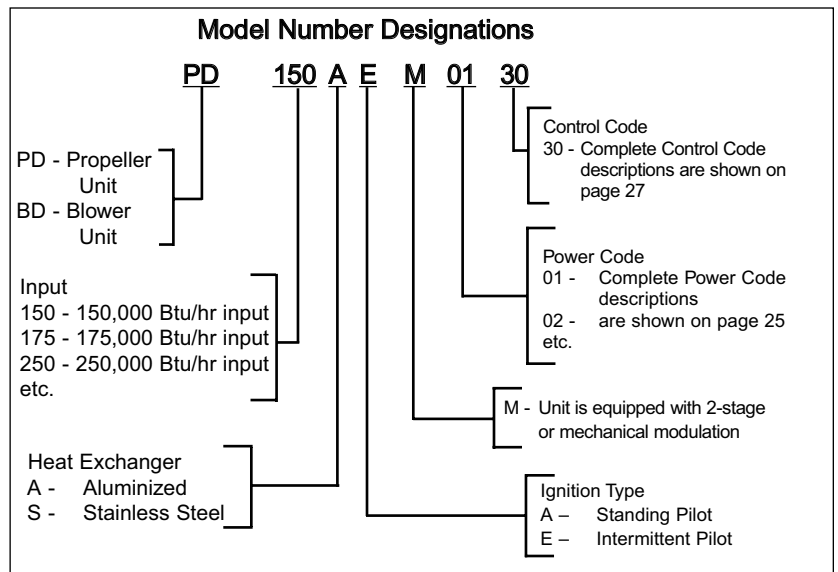 Model Number Designations
PD 150 A E M 01 30
PD - Propeller
Unit
BD - Blower
Unit
Input
150 - 150,000 Btu/hr input
175 - 175,000 Btu/hr input
250 - 250,000 Btu/hr input
etc.
Heat Exchanger
A - Aluminized
S - Stainless Steel
Control Code
30 - Complete Control Code
descriptions are shown on
page 27
Power Code
01 - Complete Power Code
descriptions
02 - are shown on page 25
etc.
M - Unit is equipped with 2-stage
or mechanical modulation
Ignition Type
A – Standing Pilot
E – Intermittent Pilot